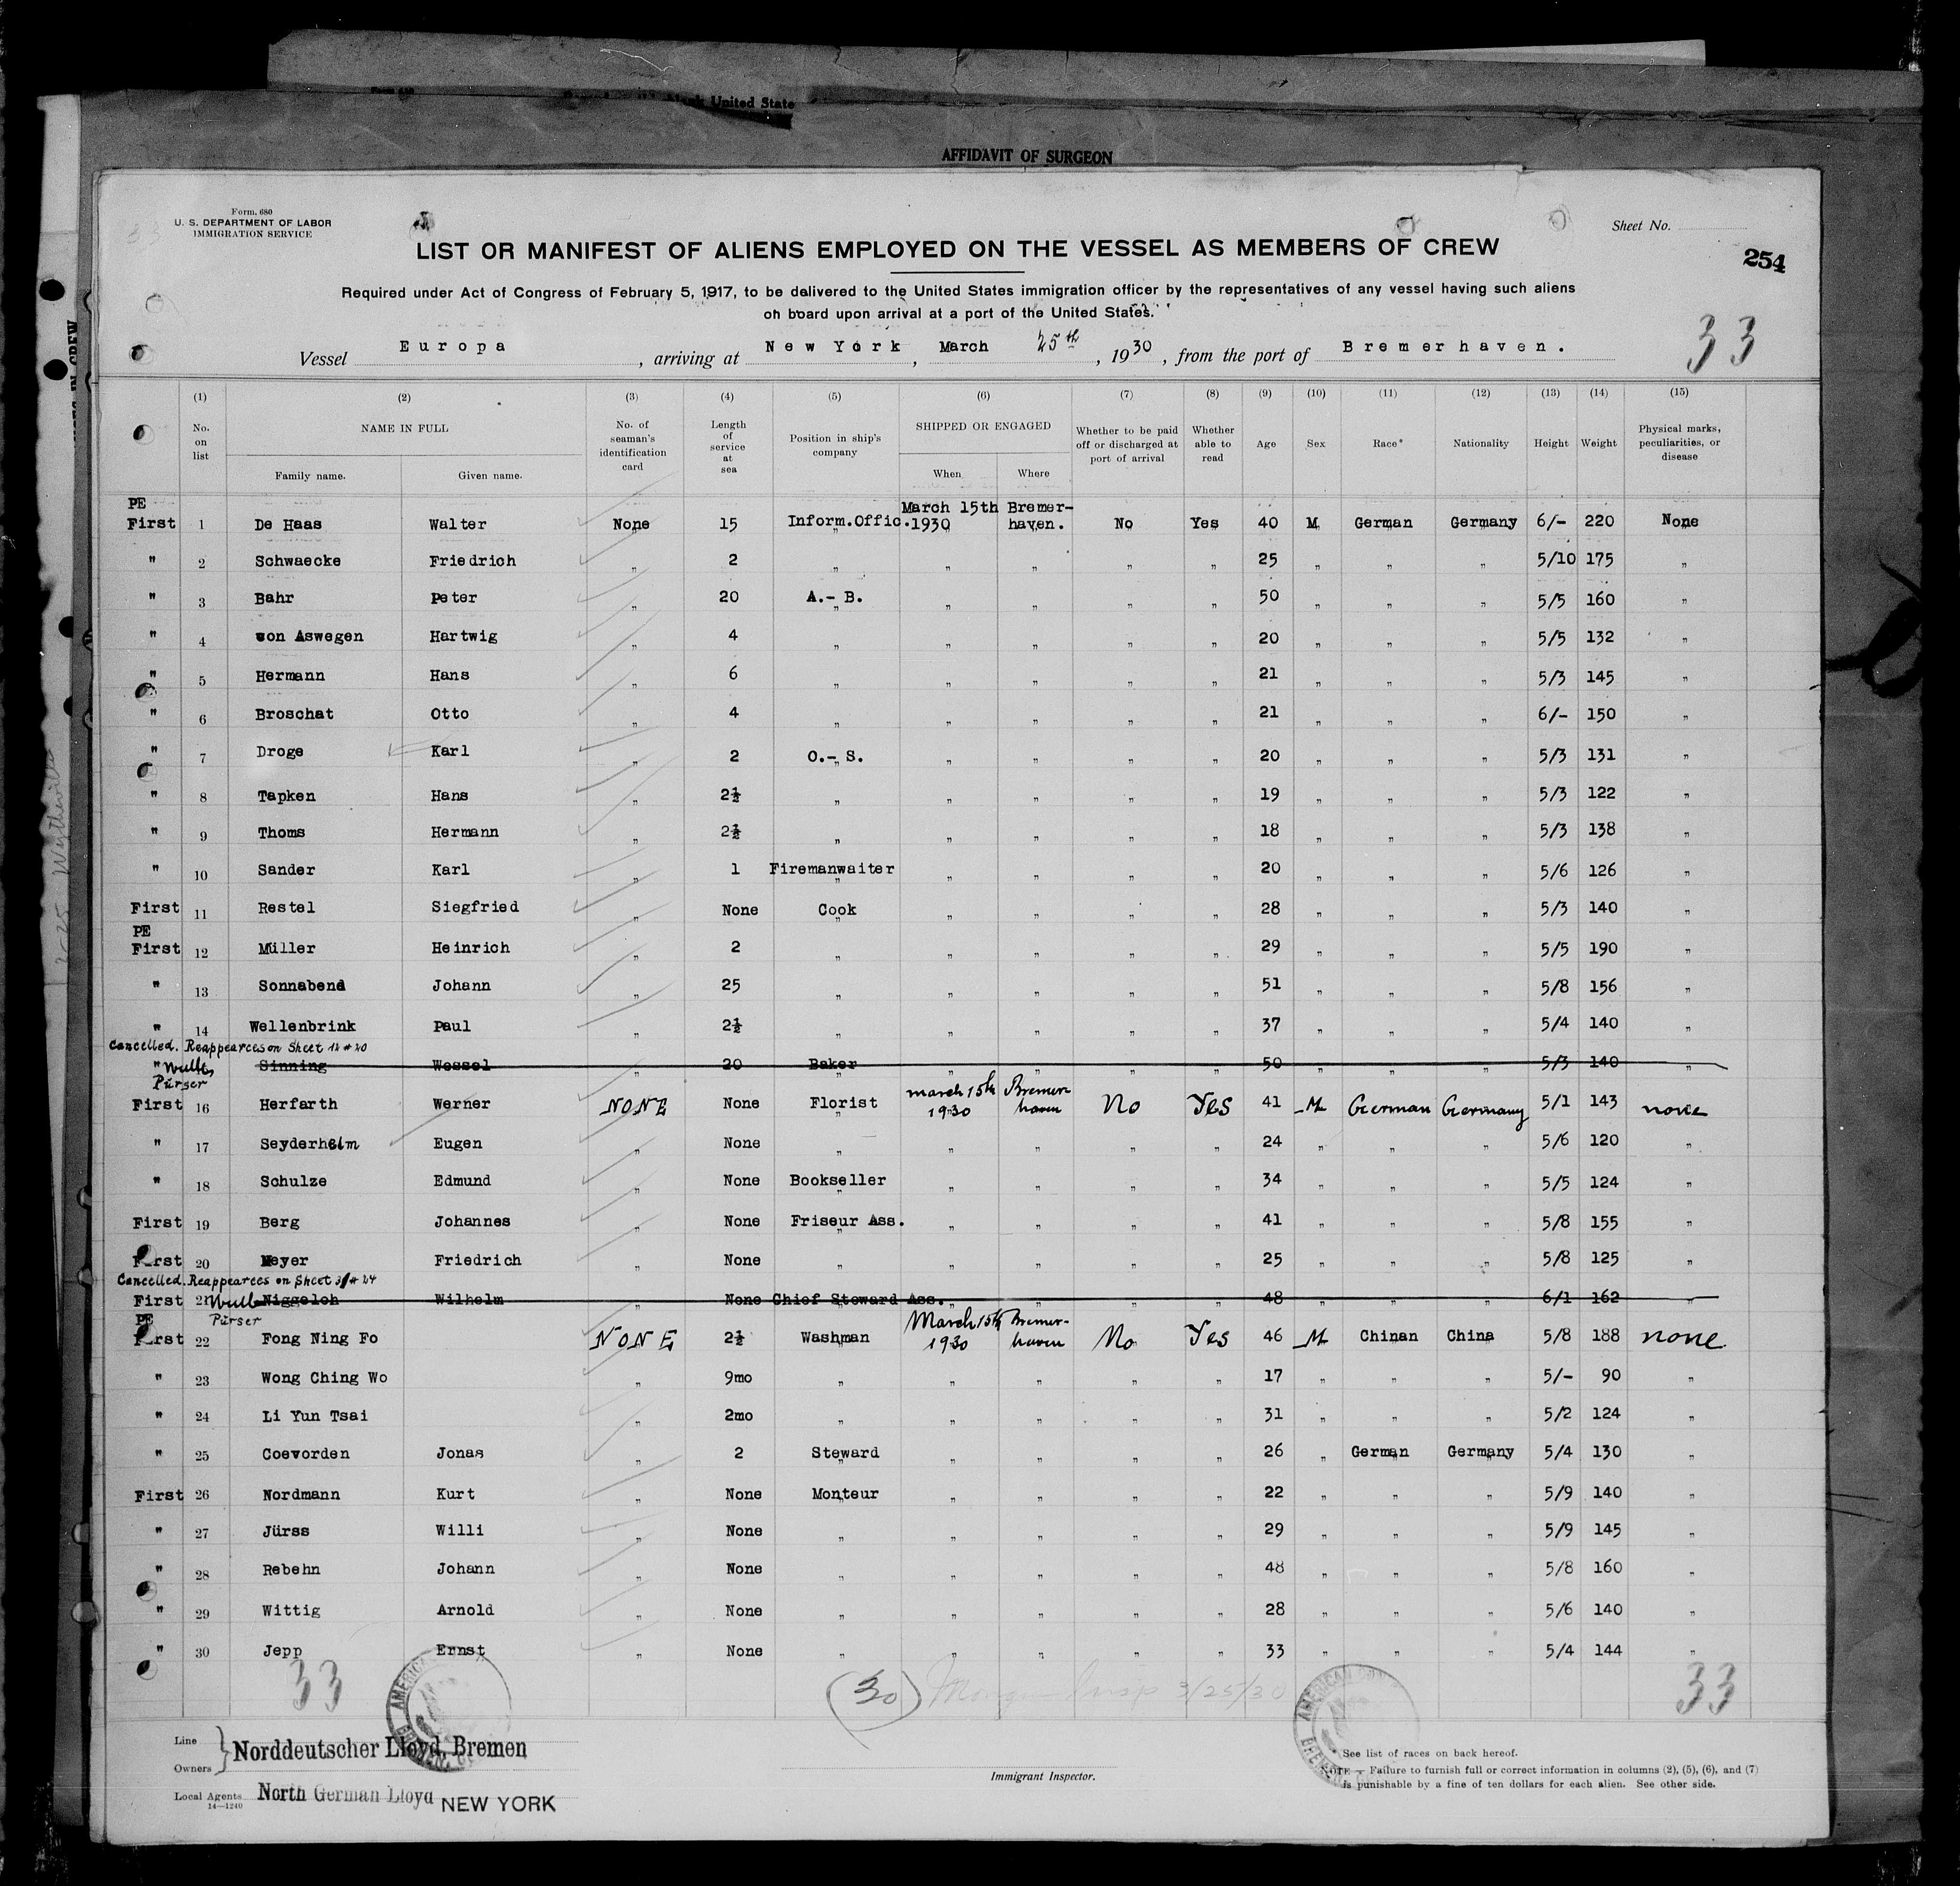 Form 680
Blank United State
AFFIDAVIT OF SURGEON
Form. 680
U. S. DEPARTMENT OF LABOR
IMMIGRATION SERVICE
Sheet No.
LIST OR MANIFEST OF ALIENS EMPLOYED ON THE VESSEL AS MEMBERS OF CREW
254
Required under Act of Congress of February 5, 1917, to be delivered to the United States immigration officer by the representatives of any vessel having such aliens
on board upon arrival at a port of the United States.
33
Vessel Europa, arriving at New York, March 25th, 1930, from the port of Bremerhaven.
(1) (2) (3) (4) (5) (6) (7) (8) (9) (10) (11) (12) (13) (14) (15)
No. on list
NAME IN FULL
Family name. Given name.
No. of seaman's identification card
Length of service at sea
Position in ship's company
SHIPPED OR ENGAGED
When Where
Whether to be paid off or discharged at port of arrival
Whether able to read
Age
Sex
Race*
Nationality
Height
Weight
Physical marks, peculiarities, or disease
PE First 1 De Haas Walter None 15 Inform.Offic. March 15th 1930 Bremer-haven. No Yes 40 M German Germany 6/- 220 None
" 2 Schwaecke Friedrich " 2 " " " " " 25 " " " 5/10 175 "
" 3 Bahr Peter " 20 A.- B. " " " " 50 " " " 5/5 160 "
" 4 von Aswegen Hartwig " 4 " " " " " 20 " " " 5/5 132 "
" 5 Hermann Hans " 6 " " " " " 21 " " " 5/3 145 "
" 6 Broschat Otto " 4 " " " " " 21 " " " 6/- 150 "
" 7 Droge Karl " 2 O.- S. " " " " 20 " " " 5/3 131 "
" 8 Tapken Hans " 2½ " " " " " 19 " " " 5/3 122 "
" 9 Thoms Hermann " 2½ " " " " " 18 " " " 5/3 138 "
" 10 Sander Karl " 1 Firemanwaiter " " " " 20 " " " 5/6 126 "
First 11 Restel Siegfried " None Cook " " " " 28 " " " 5/3 140 "
PE First 12 Müller Heinrich " 2 " " " " " 29 " " " 5/5 190 "
" 13 Sonnabend Johann " 25 " " " " " 51 " " " 5/8 156 "
" 14 Wellenbrink Paul " 2½ " " " " " 37 " " " 5/4 140 "
Cancelled. Reappearces on Sheet 12 # 20
" Sinning Wessel " 20 Baker " " " " 50 " " " 5/3 140 "
Purser
First 16 Herfarth Werner NONE None Florist march 15th 1930 Bremer-haven No Yes 41 M German Germany 5/1 143 none
" 17 Seyderhelm Eugen " None " " " " " 24 " " " 5/6 120 "
" 18 Schulze Edmund " None Bookseller " " " " 34 " " " 5/5 124 "
First 19 Berg Johannes " None Friseur Ass. " " " " 41 " " " 5/8 155 "
First 20 Meyer Friedrich " None " " " " " 25 " " " 5/8 125 "
Cancelled. Reappearces on Sheet 31 # 24
First 21 Niggeloh Wilhelm " None Chief Steward Ass. " " " " 48 " " " 6/1 162 "
Purser
PE First 22 Fong Ning Fo NONE 2½ Washman March 15th 1930 Bremer-haven No Yes 46 M Chinan China 5/8 188 none
" 23 Wong Ching Wo " 9mo " " " " " 17 " " " 5/- 90 "
" 24 Li Yun Tsai " 2mo " " " " " 31 " " " 5/2 124 "
" 25 Coevorden Jonas " 2 Steward " " " " 26 " German Germany 5/4 130 "
First 26 Nordmann Kurt " None Monteur " " " " 22 " " " 5/9 140 "
" 27 Jürss Willi " None " " " " " 29 " " " 5/9 145 "
" 28 Rebehn Johann " None " " " " " 48 " " " 5/8 160 "
" 29 Wittig Arnold " None " " " " " 28 " " " 5/6 140 "
" 30 Jepp Ernst " None " " " " " 33 " " " 5/4 144 "
33 (30) 3/25/30 33
Line
Owners
Norddeutscher Lloyd, Bremen
Local Agents North German Lloyd NEW YORK
14—1240
Immigrant Inspector.
* See list of races on back hereof.
NOTE.—Failure to furnish full or correct information in columns (2), (5), (6), and (7)
is punishable by a fine of ten dollars for each alien. See other side.